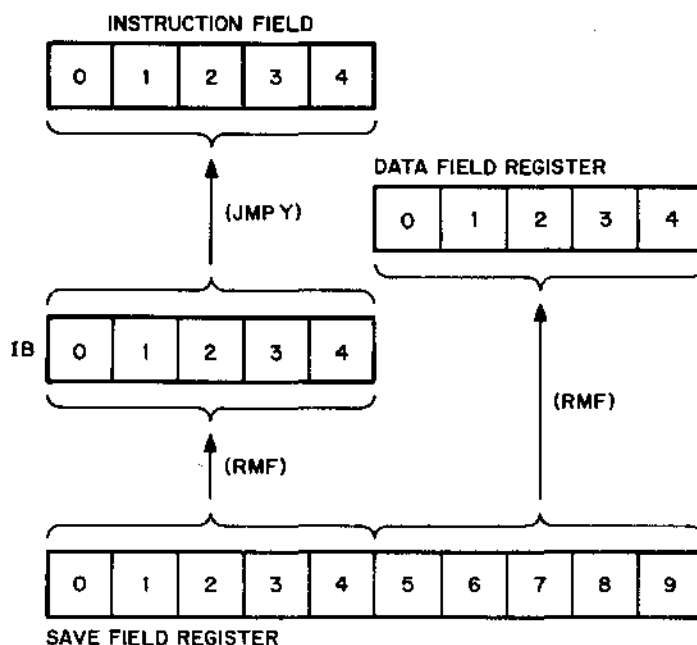 INSTRUCTION FIELD
0 1 2 3 4
DATA FIELD REGISTER
(JMP Y)
0 1 2 3 4
IB 0 1 2 3 4
(RMF)
(RMF)
0 1 2 3 4 5 6 7 8 9
SAVE FIELD REGISTER